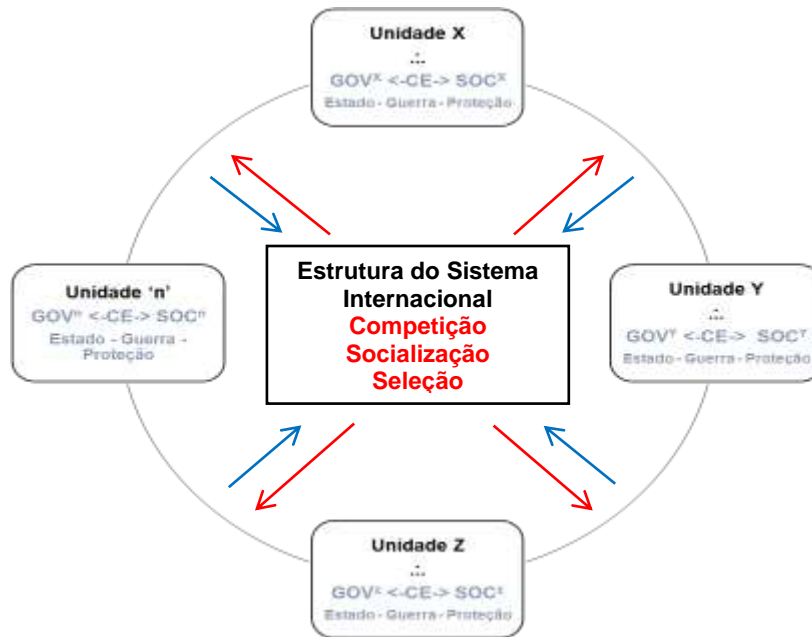 Unidade X
.:.
GOVˣ <-CE-> SOCˣ
Estado - Guerra - Proteção
Estrutura do Sistema
Internacional
Competição
Socialização
Seleção
Unidade ‘n’
GOVⁿ <-CE-> SOCⁿ
Estado - Guerra -
Proteção
Unidade Y
.:.
GOVʸ <-CE-> SOCʸ
Estado - Guerra - Proteção
Unidade Z
.:.
GOVᶻ <-CE-> SOCᶻ
Estado - Guerra - Proteção